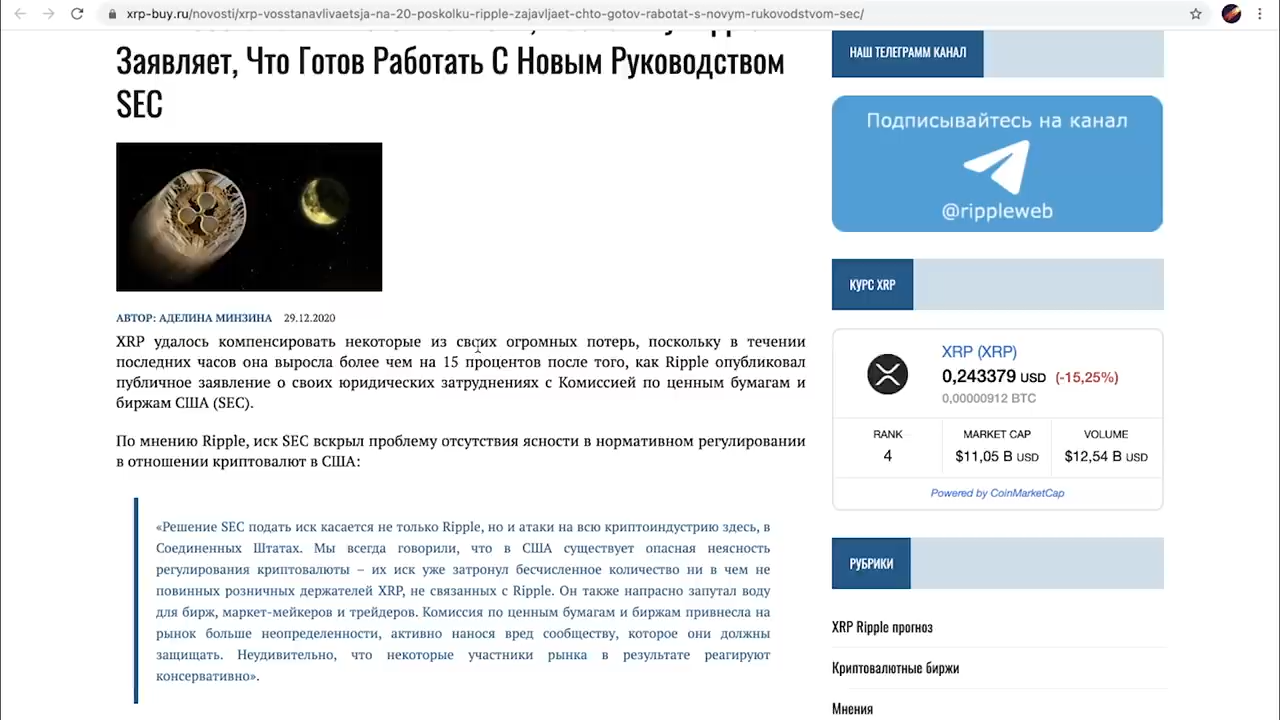 xrp-buy.ru/novosti/xrp-vosstanavlivaetsja-na-20-poskolku-ripple-zajavljaet-chto-gotov-rabotat-s-novym-rukovodstvom-sec/
Заявляет, Что Готов Работать С Новым Руководством
SEC
АВТОР: АДЕЛИНА МИНЗИНА 29.12.2020
XRP удалось компенсировать некоторые из своих огромных потерь, поскольку в течении
последних часов она выросла более чем на 15 процентов после того, как Ripple опубликовал
публичное заявление о своих юридических затруднениях с Комиссией по ценным бумагам и
биржам США (SEC).
По мнению Ripple, иск SEC вскрыл проблему отсутствия ясности в нормативном регулировании
в отношении криптовалют в США:
«Решение SEC подать иск касается не только Ripple, но и атаки на всю криптоиндустрию здесь, в
Соединенных Штатах. Мы всегда говорили, что в США существует опасная неясность
регулирования криптовалюты – их иск уже затронул бесчисленное количество ни в чем не
повинных розничных держателей XRP, не связанных с Ripple. Он также напрасно запутал воду
для бирж, маркет-мейкеров и трейдеров. Комиссия по ценным бумагам и биржам привнесла на
рынок больше неопределенности, активно нанося вред сообществу, которое они должны
защищать. Неудивительно, что некоторые участники рынка в результате реагируют
консервативно».
НАШ ТЕЛЕГРАММ КАНАЛ
Подписывайтесь на канал
@rippleweb
КУРС XRP
XRP (XRP)
0,243379 USD (-15,25%)
0,00000912 BTC
RANK MARKET CAP VOLUME
4 $11,05 B USD $12,54 B USD
Powered by CoinMarketCap
РУБРИКИ
XRP Ripple прогноз
Криптовалютные биржи
Мнения